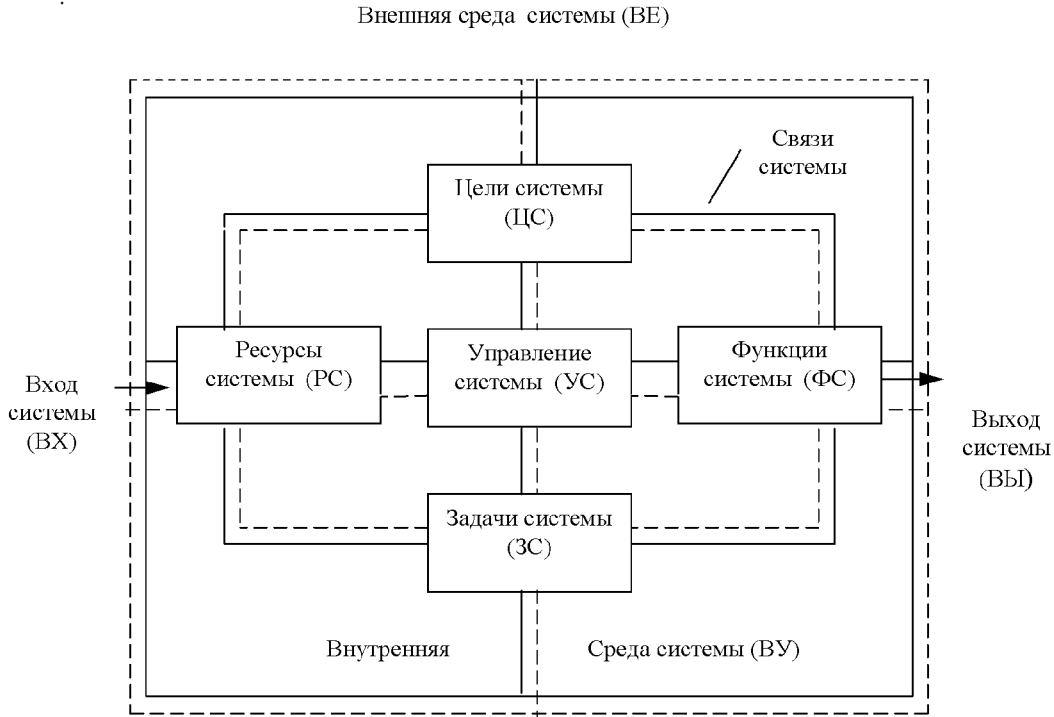 Внешняя среда системы (ВЕ)
Связи
системы
Цели системы
(ЦС)
Ресурсы
системы (РС)
Управление
системы (УС)
Функции
системы (ФС)
Вход
системы
(ВХ)
Выход
системы
(ВЫ)
Задачи системы
(ЗС)
Внутренняя
Среда системы (ВУ)